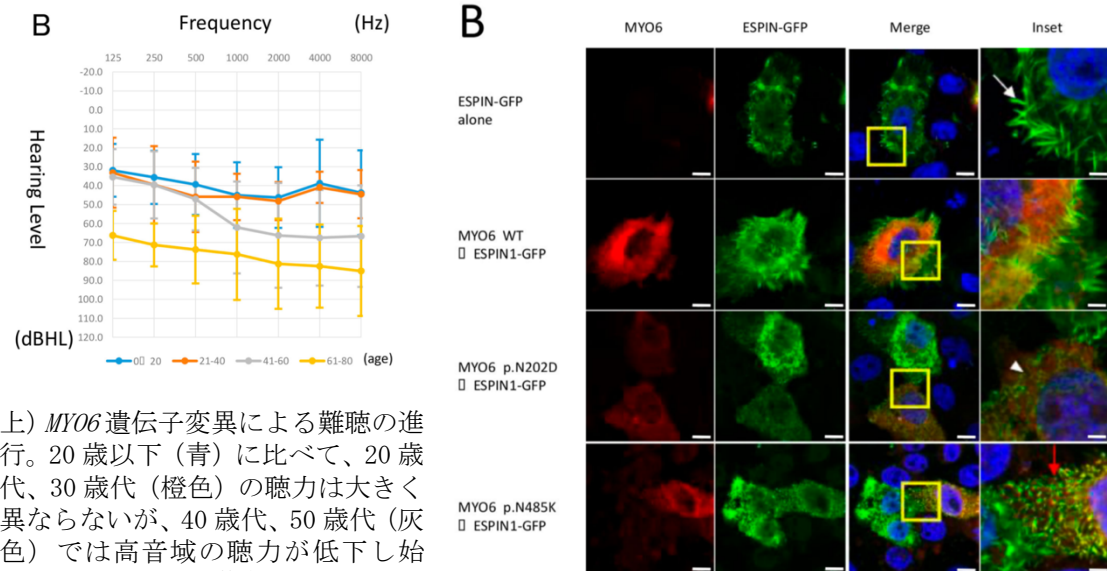 B
Frequency (Hz)
125 250 500 1000 2000 4000 8000
-20.0
-10.0
0.0
10.0
20.0
30.0
40.0
50.0
60.0
70.0
80.0
90.0
100.0
110.0
120.0
Hearing Level
(dBHL)
0▯ 20 21-40 41-60 61-80 (age)
上) MYO6 遺伝子変異による難聴の進
行。20 歳以下（青）に比べて、20 歳
代、30 歳代（橙色）の聴力は大きく
異ならないが、40 歳代、50 歳代（灰
色）では高音域の聴力が低下し始
B
MYO6 ESPIN-GFP Merge Inset
ESPIN-GFP
alone
MYO6 WT
▯ ESPIN1-GFP
MYO6 p.N202D
▯ ESPIN1-GFP
MYO6 p.N485K
▯ ESPIN1-GFP